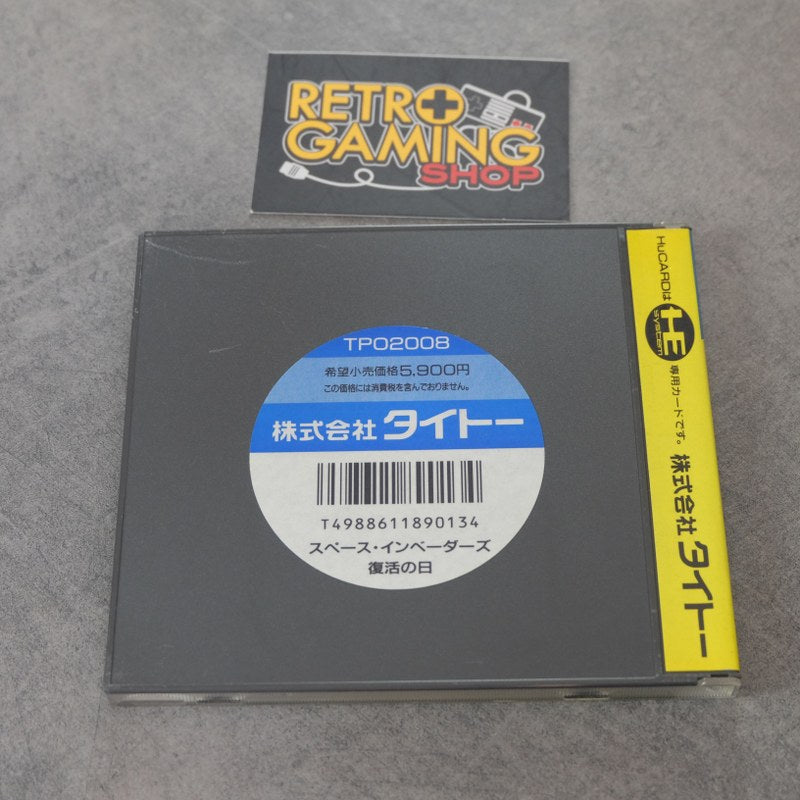 RETRO
GAMING
SHOP
TP02008
希望小売価格5,900円
この価格には消費税を含んでおりません。
株式会社 タイトー
T4988611890134
スペース・インベーダーズ
復活の日
HuCARDは HE SYSTEM 専用カードです。 株式会社 タイトー